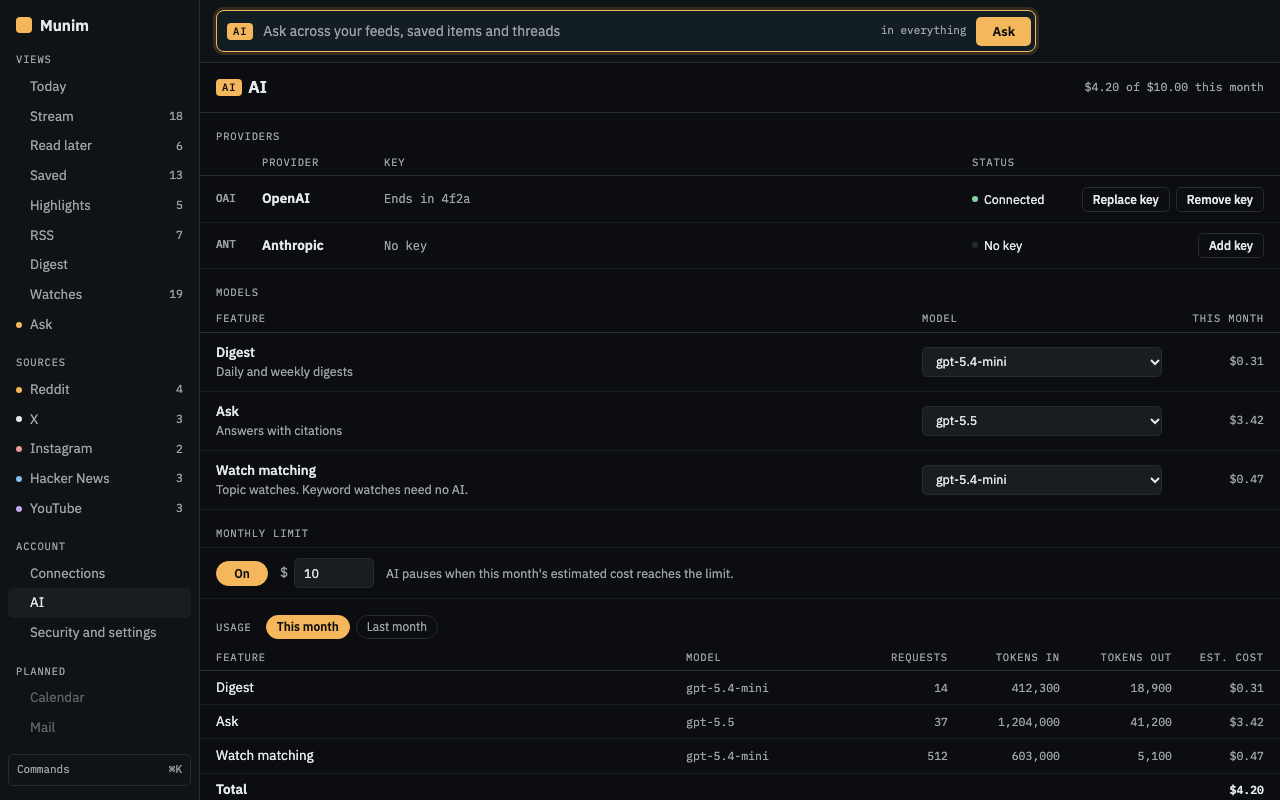 Munim
VIEWS
Today
Stream 18
Read later 6
Saved 13
Highlights 5
RSS 7
Digest
Watches 19
Ask
SOURCES
Reddit 4
X 3
Instagram 2
Hacker News 3
YouTube 3
ACCOUNT
Connections
AI
Security and settings
PLANNED
Calendar
Mail
Commands ⌘K
AI Ask across your feeds, saved items and threads in everything Ask
AI AI $4.20 of $10.00 this month
PROVIDERS
PROVIDER KEY STATUS
OAI OpenAI Ends in 4f2a Connected Replace key Remove key
ANT Anthropic No key No key Add key
MODELS
FEATURE MODEL THIS MONTH
Digest
Daily and weekly digests
gpt-5.4-mini $0.31
Ask
Answers with citations
gpt-5.5 $3.42
Watch matching
Topic watches. Keyword watches need no AI.
gpt-5.4-mini $0.47
MONTHLY LIMIT
On $ 10 AI pauses when this month's estimated cost reaches the limit.
USAGE This month Last month
FEATURE MODEL REQUESTS TOKENS IN TOKENS OUT EST. COST
Digest gpt-5.4-mini 14 412,300 18,900 $0.31
Ask gpt-5.5 37 1,204,000 41,200 $3.42
Watch matching gpt-5.4-mini 512 603,000 5,100 $0.47
Total $4.20